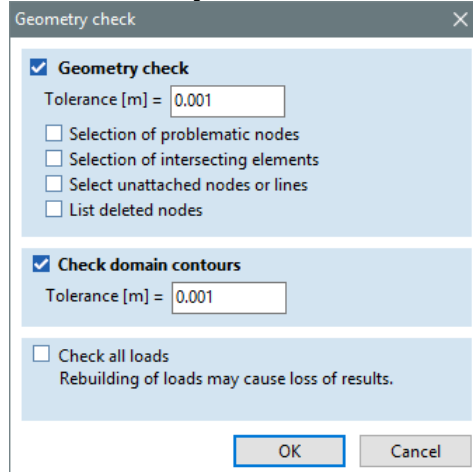 Geometry check
Geometry check
Tolerance [m] = 0.001
Selection of problematic nodes
Selection of intersecting elements
Select unattached nodes or lines
List deleted nodes
Check domain contours
Tolerance [m] = 0.001
Check all loads
Rebuilding of loads may cause loss of results.
OK Cancel